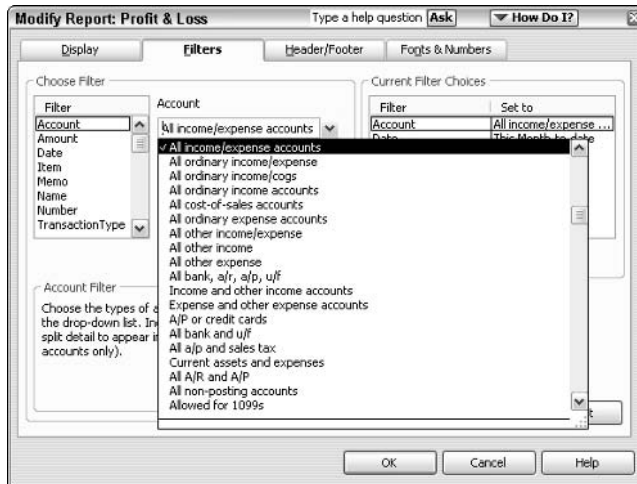 Modify Report: Profit & Loss
Type a help question Ask
How Do I?
Display
Filters
Header/Footer
Fonts & Numbers
Choose Filter
Current Filter Choices
Filter
Account
Amount
Date
Item
Memo
Name
Number
TransactionType
Account
All income/expense accounts
All income/expense accounts
All ordinary income/expense
All ordinary income/cogs
All ordinary income accounts
All cost-of-sales accounts
All ordinary expense accounts
All other income/expense
All other income
All other expense
All bank, a/r, a/p, u/f
Income and other income accounts
Expense and other expense accounts
A/P or credit cards
All bank and u/f
All a/p and sales tax
Current assets and expenses
All A/R and A/P
All non-posting accounts
Allowed for 1099s
Filter Set to
Account All income/expense ...
Date This Month-to-date
Account Filter
Choose the types of
the drop-down list.
split detail to appear
accounts only).
OK
Cancel
Help